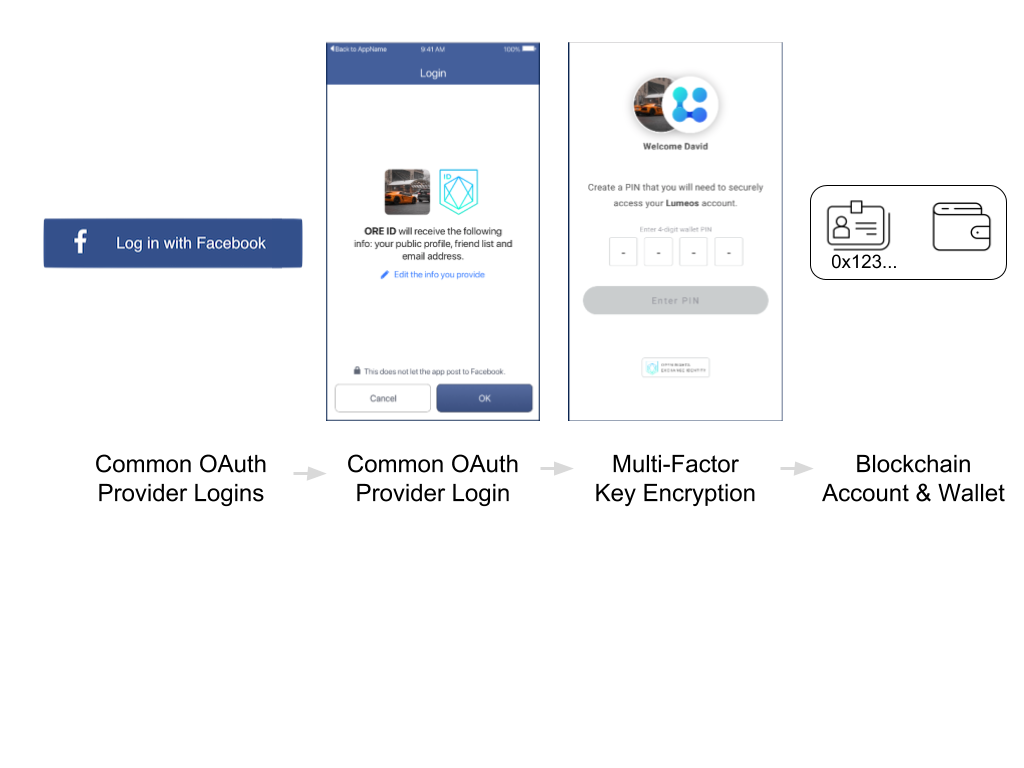 Back to AppName
9:41 AM
100%
Login
Log in with Facebook
ID
ORE ID will receive the following
info: your public profile, friend list and
email address.
Edit the info you provide
This does not let the app post to Facebook.
Cancel
OK
Welcome David
Create a PIN that you will need to securely
access your Lumeos account.
Enter 4-digit wallet PIN
- - - -
Enter PIN
0x123...
Common OAuth
Provider Logins
Common OAuth
Provider Login
Multi-Factor
Key Encryption
Blockchain
Account & Wallet